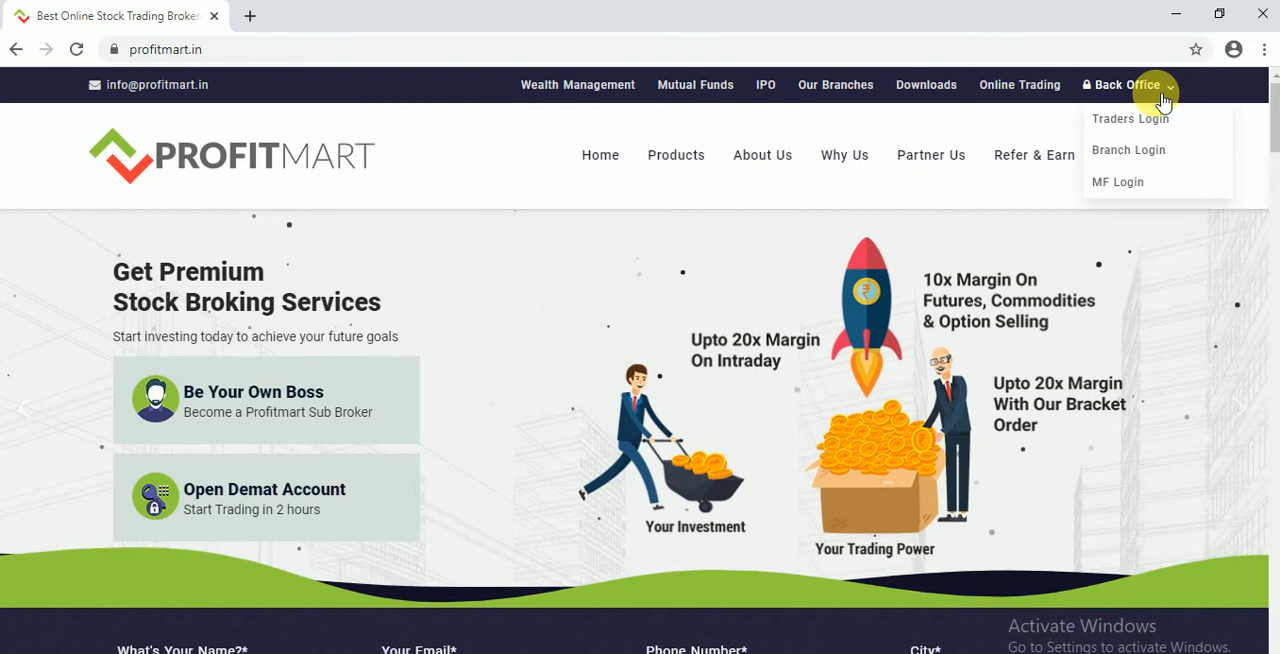 Best Online Stock Trading Broker
profitmart.in
info@profitmart.in
Wealth Management
Mutual Funds
IPO
Our Branches
Downloads
Online Trading
Back Office
Traders Login
Branch Login
MF Login
PROFITMART
Home
Products
About Us
Why Us
Partner Us
Refer & Earn
Get Premium
Stock Broking Services
Start investing today to achieve your future goals
Be Your Own Boss
Become a Profitmart Sub Broker
Open Demat Account
Start Trading in 2 hours
Upto 20x Margin
On Intraday
10x Margin On
Futures, Commodities
& Option Selling
Upto 20x Margin
With Our Bracket
Order
Your Investment
Your Trading Power
What's Your Name?*
Your Email*
Phone Number*
City*
Activate Windows
Go to Settings to activate Windows.